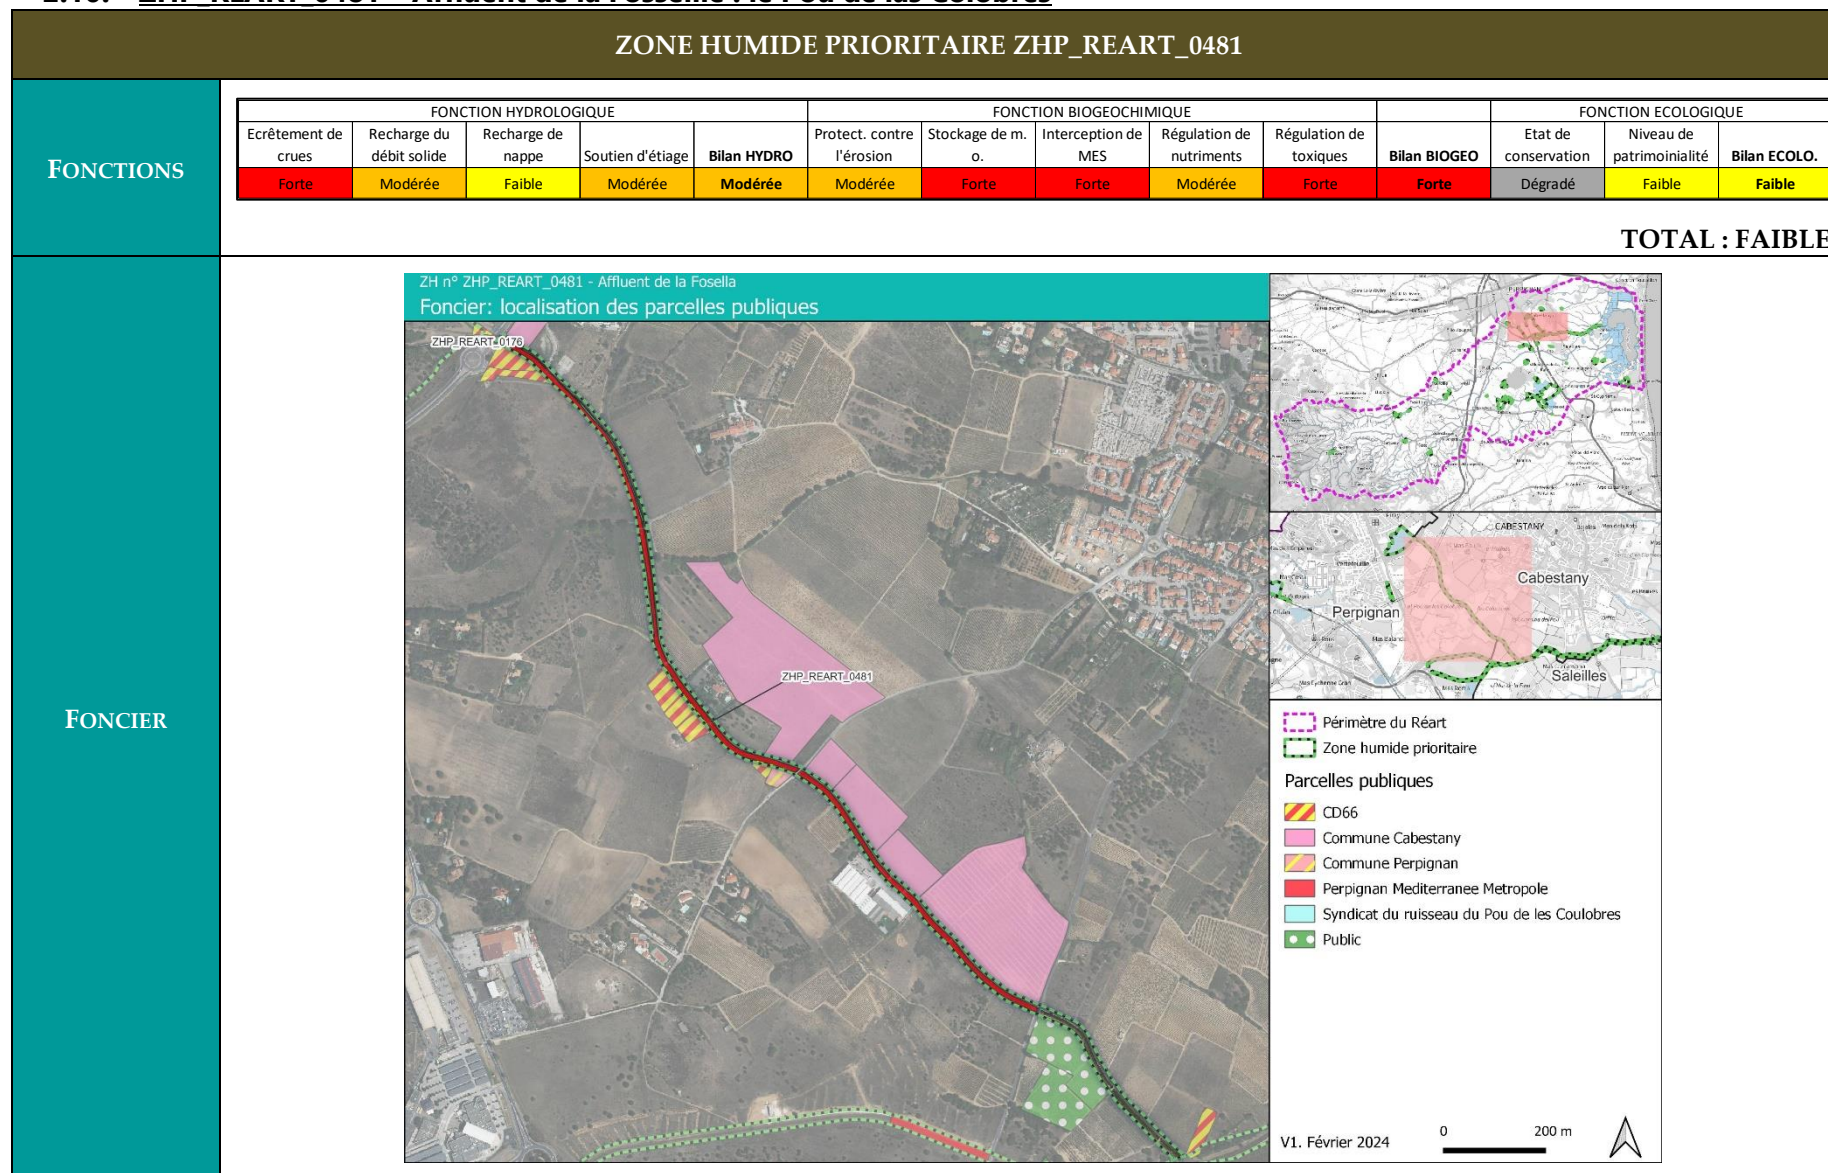 ZONE HUMIDE PRIORITAIRE ZHP_REART_0481
FONCTIONS
FONCTION HYDROLOGIQUE
FONCTION BIOGEOCHIMIQUE
FONCTION ECOLOGIQUE
Ecrêtement de crues
Recharge du débit solide
Recharge de nappe
Soutien d'étiage
Bilan HYDRO
Protect. contre l'érosion
Stockage de m. o.
Interception de MES
Régulation de nutriments
Régulation de toxiques
Bilan BIOGEO
Etat de conservation
Niveau de patrimoinialité
Bilan ECOLO.
Forte Modérée Faible Modérée Modérée Modérée Forte Forte Modérée Forte Forte Dégradé Faible Faible
TOTAL : FAIBLE
FONCIER
ZH n° ZHP_REART_0481 - Affluent de la Fosella
Foncier: localisation des parcelles publiques
ZHP_REART_0176
ZHP_REART_0481
CABESTANY
Cabestany
Perpignan
Saleilles
Périmètre du Réart
Zone humide prioritaire
Parcelles publiques
CD66
Commune Cabestany
Commune Perpignan
Perpignan Mediterranee Metropole
Syndicat du ruisseau du Pou de les Coulobres
Public
V1. Février 2024
0 200 m